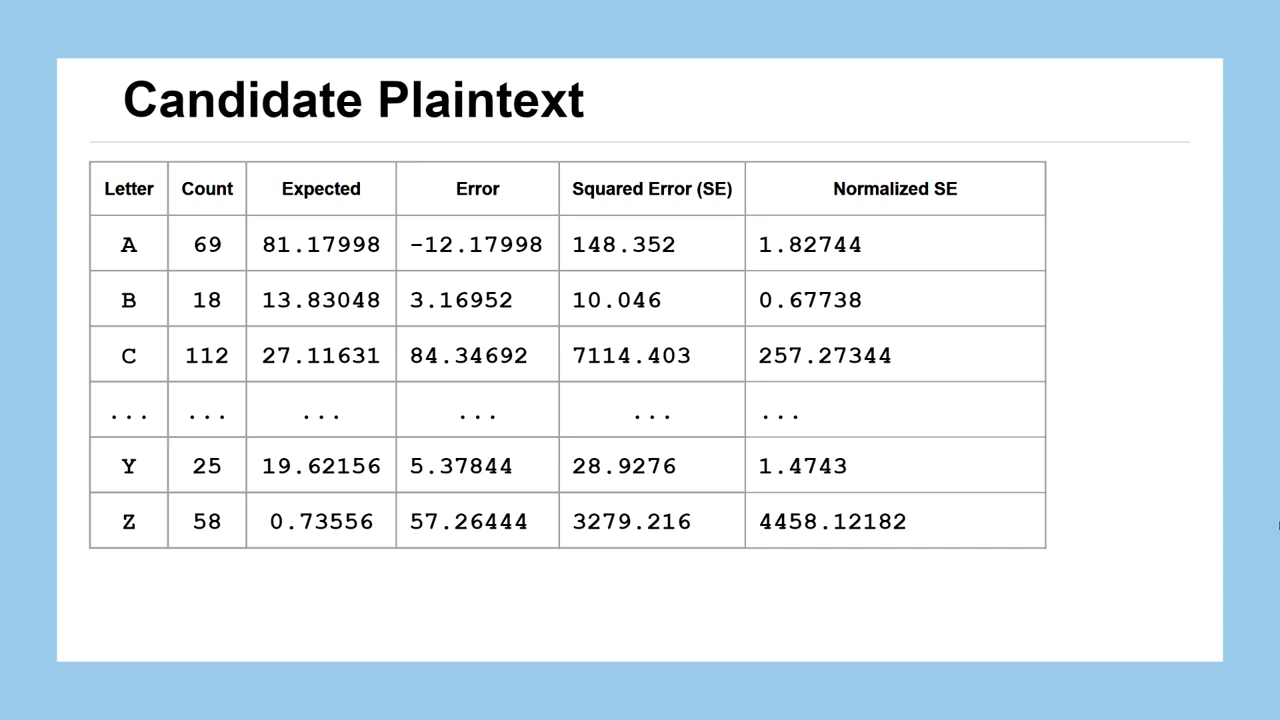 Candidate Plaintext
Letter Count Expected Error Squared Error (SE) Normalized SE
A 69 81.17998 -12.17998 148.352 1.82744
B 18 13.83048 3.16952 10.046 0.67738
C 112 27.11631 84.34692 7114.403 257.27344
... ... ... ... ... ...
Y 25 19.62156 5.37844 28.9276 1.4743
Z 58 0.73556 57.26444 3279.216 4458.12182